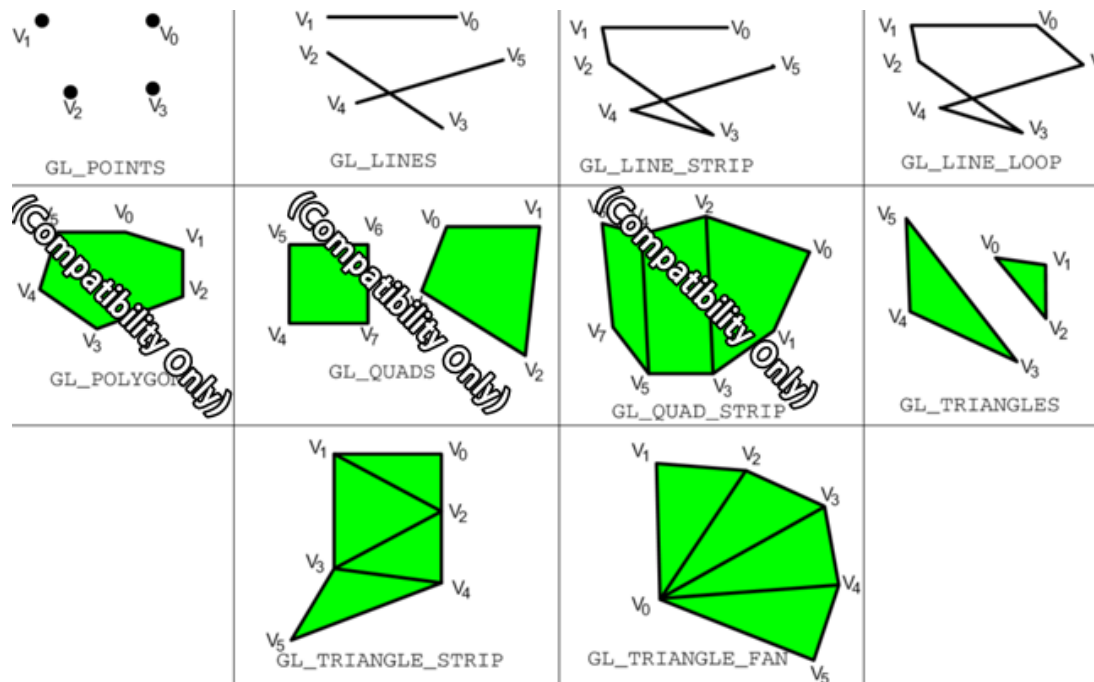 V1 V0
V2 V3
GL_POINTS
V1 V0
V2 V5
V4
V3
GL_LINES
V1 V0
V2 V5
V4
V3
GL_LINE_STRIP
V1 V0
V2 V
V4
V3
GL_LINE_LOOP
V5 V0
V1
V4 V2
V3
GL_POLYGON
(Compatibility Only)
V5 V6
V4 V7
V0 V1
V2
GL_QUADS
(Compatibility Only)
V4 V2
V0
V7 V1
V5 V3
GL_QUAD_STRIP
(Compatibility Only)
V5
V0 V1
V4 V2
V3
GL_TRIANGLES
V1 V0
V2
V3
V4
V5
GL_TRIANGLE_STRIP
V1 V2
V3
V4
V0
V5
GL_TRIANGLE_FAN